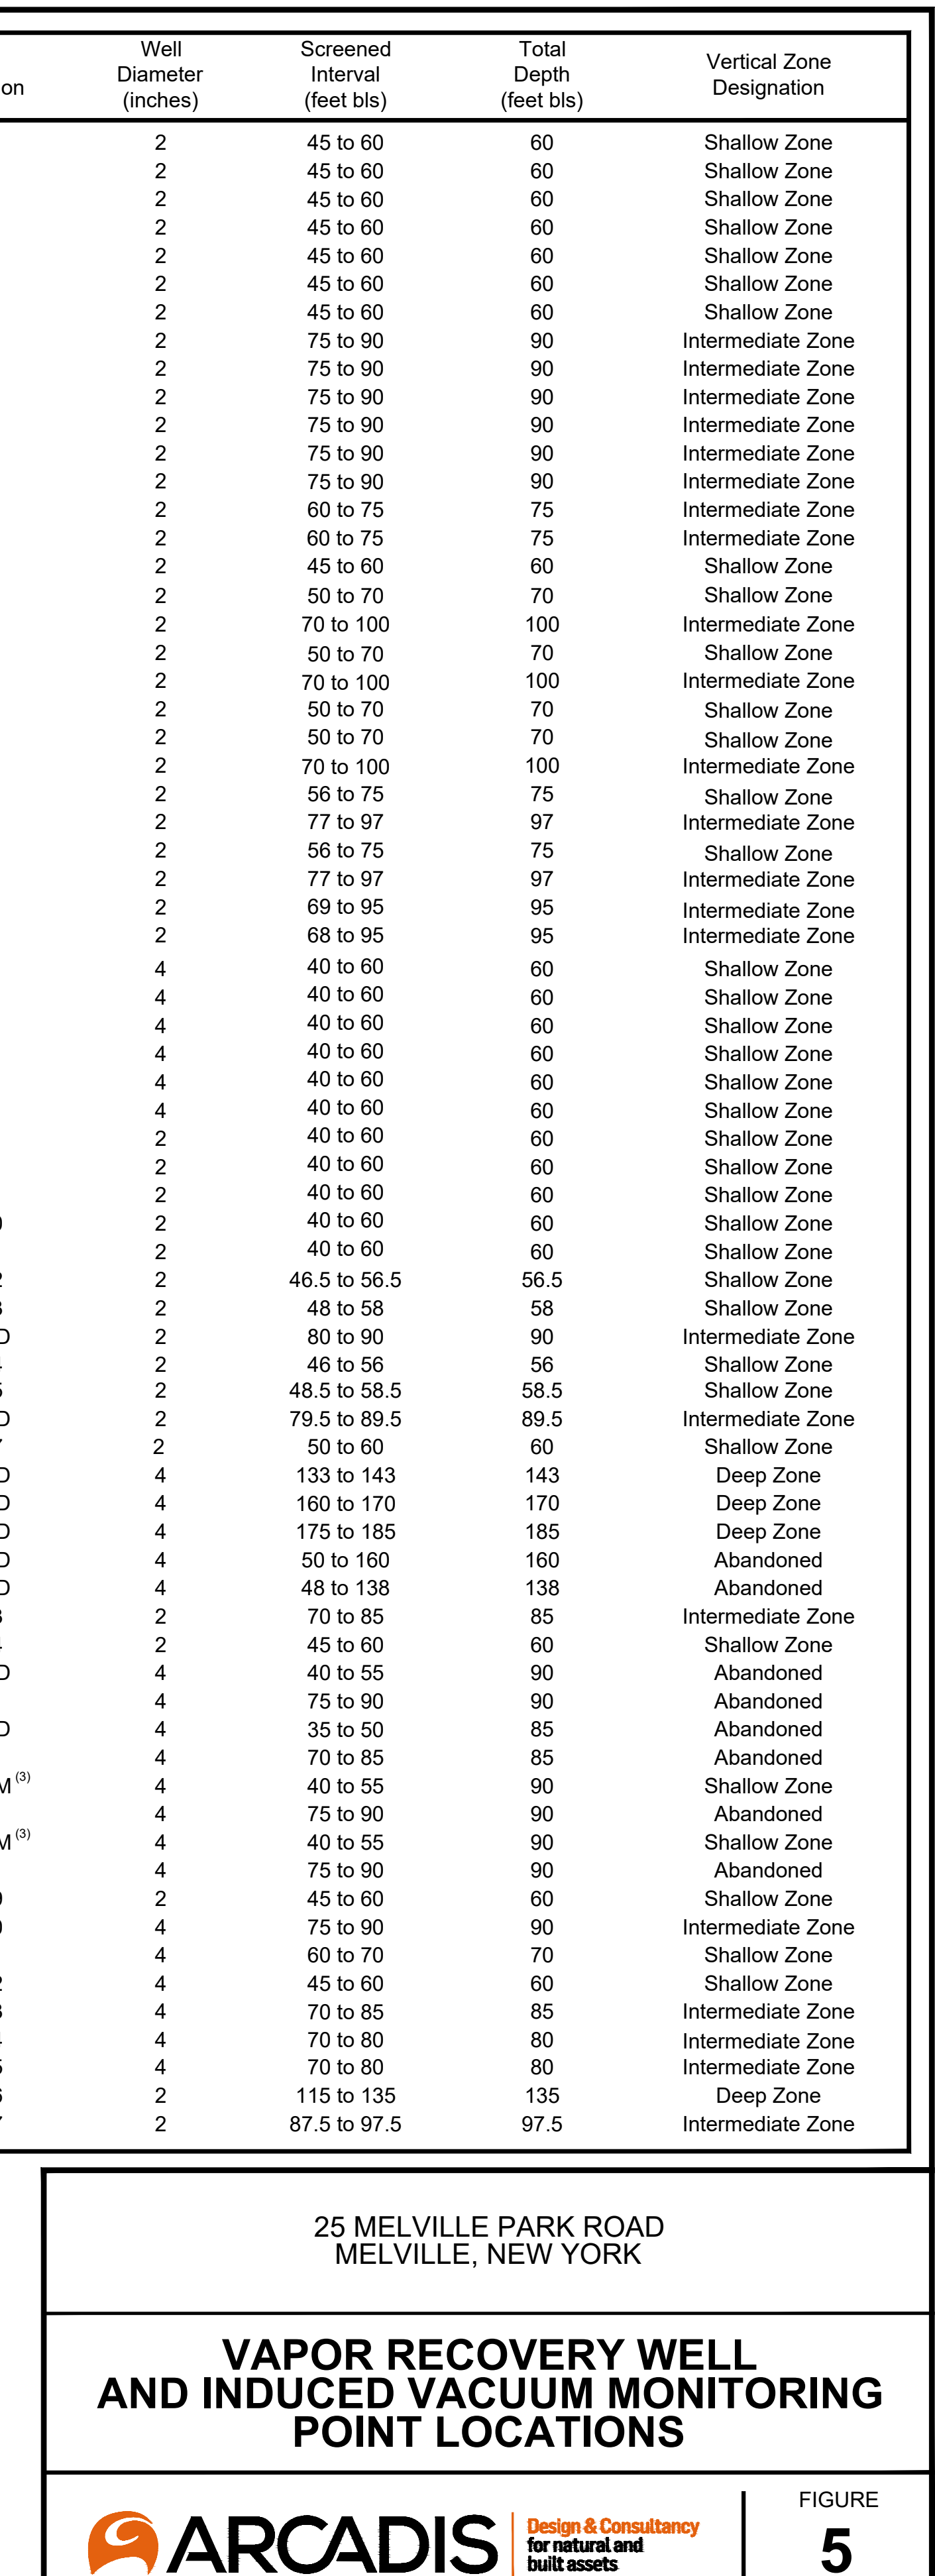 on
Well
Diameter
(inches)
Screened
Interval
(feet bls)
Total
Depth
(feet bls)
Vertical Zone
Designation
2 45 to 60 60 Shallow Zone
2 45 to 60 60 Shallow Zone
2 45 to 60 60 Shallow Zone
2 45 to 60 60 Shallow Zone
2 45 to 60 60 Shallow Zone
2 45 to 60 60 Shallow Zone
2 45 to 60 60 Shallow Zone
2 75 to 90 90 Intermediate Zone
2 75 to 90 90 Intermediate Zone
2 75 to 90 90 Intermediate Zone
2 75 to 90 90 Intermediate Zone
2 75 to 90 90 Intermediate Zone
2 75 to 90 90 Intermediate Zone
2 60 to 75 75 Intermediate Zone
2 60 to 75 75 Intermediate Zone
2 45 to 60 60 Shallow Zone
2 50 to 70 70 Shallow Zone
2 70 to 100 100 Intermediate Zone
2 50 to 70 70 Shallow Zone
2 70 to 100 100 Intermediate Zone
2 50 to 70 70 Shallow Zone
2 50 to 70 70 Shallow Zone
2 70 to 100 100 Intermediate Zone
2 56 to 75 75 Shallow Zone
2 77 to 97 97 Intermediate Zone
2 56 to 75 75 Shallow Zone
2 77 to 97 97 Intermediate Zone
2 69 to 95 95 Intermediate Zone
2 68 to 95 95 Intermediate Zone
4 40 to 60 60 Shallow Zone
4 40 to 60 60 Shallow Zone
4 40 to 60 60 Shallow Zone
4 40 to 60 60 Shallow Zone
4 40 to 60 60 Shallow Zone
4 40 to 60 60 Shallow Zone
2 40 to 60 60 Shallow Zone
2 40 to 60 60 Shallow Zone
2 40 to 60 60 Shallow Zone
2 40 to 60 60 Shallow Zone
2 40 to 60 60 Shallow Zone
2 2 46.5 to 56.5 56.5 Shallow Zone
3 2 48 to 58 58 Shallow Zone
D 2 80 to 90 90 Intermediate Zone
2 46 to 56 56 Shallow Zone
5 2 48.5 to 58.5 58.5 Shallow Zone
D 2 79.5 to 89.5 89.5 Intermediate Zone
2 50 to 60 60 Shallow Zone
D 4 133 to 143 143 Deep Zone
D 4 160 to 170 170 Deep Zone
D 4 175 to 185 185 Deep Zone
D 4 50 to 160 160 Abandoned
D 4 48 to 138 138 Abandoned
3 2 70 to 85 85 Intermediate Zone
2 45 to 60 60 Shallow Zone
D 4 40 to 55 90 Abandoned
4 75 to 90 90 Abandoned
D 4 35 to 50 85 Abandoned
4 70 to 85 85 Abandoned
M (3) 4 40 to 55 90 Shallow Zone
4 75 to 90 90 Abandoned
M (3) 4 40 to 55 90 Shallow Zone
4 75 to 90 90 Abandoned
2 45 to 60 60 Shallow Zone
4 75 to 90 90 Intermediate Zone
4 60 to 70 70 Shallow Zone
2 4 45 to 60 60 Shallow Zone
3 4 70 to 85 85 Intermediate Zone
4 70 to 80 80 Intermediate Zone
5 4 70 to 80 80 Intermediate Zone
6 2 115 to 135 135 Deep Zone
2 87.5 to 97.5 97.5 Intermediate Zone
25 MELVILLE PARK ROAD
MELVILLE, NEW YORK
VAPOR RECOVERY WELL
AND INDUCED VACUUM MONITORING
POINT LOCATIONS
ARCADIS
Design & Consultancy
for natural and
built assets
FIGURE
5